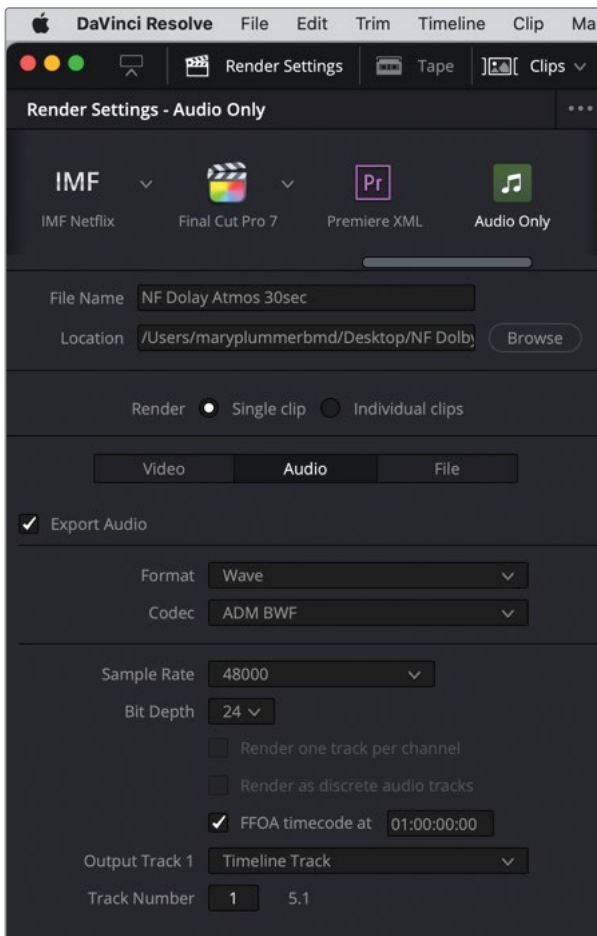 DaVinci Resolve File Edit Trim Timeline Clip Ma
Render Settings Tape Clips
Render Settings - Audio Only
IMF Pr
IMF Netflix Final Cut Pro 7 Premiere XML Audio Only
File Name NF Dolay Atmos 30sec
Location /Users/maryplummerbmd/Desktop/NF Dolby Browse
Render Single clip Individual clips
Video Audio File
Export Audio
Format Wave
Codec ADM BWF
Sample Rate 48000
Bit Depth 24
Render one track per channel
Render as discrete audio tracks
FFOA timecode at 01:00:00:00
Output Track 1 Timeline Track
Track Number 1 5.1